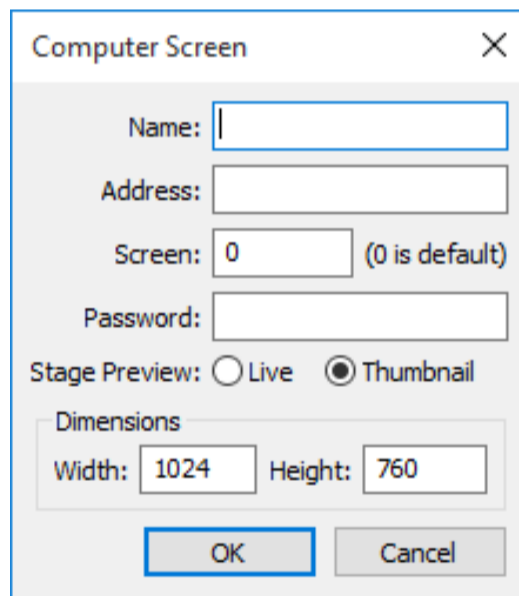 Computer Screen
Name:
Address:
Screen: 0 (0 is default)
Password:
Stage Preview: Live Thumbnail
Dimensions
Width: 1024 Height: 760
OK Cancel